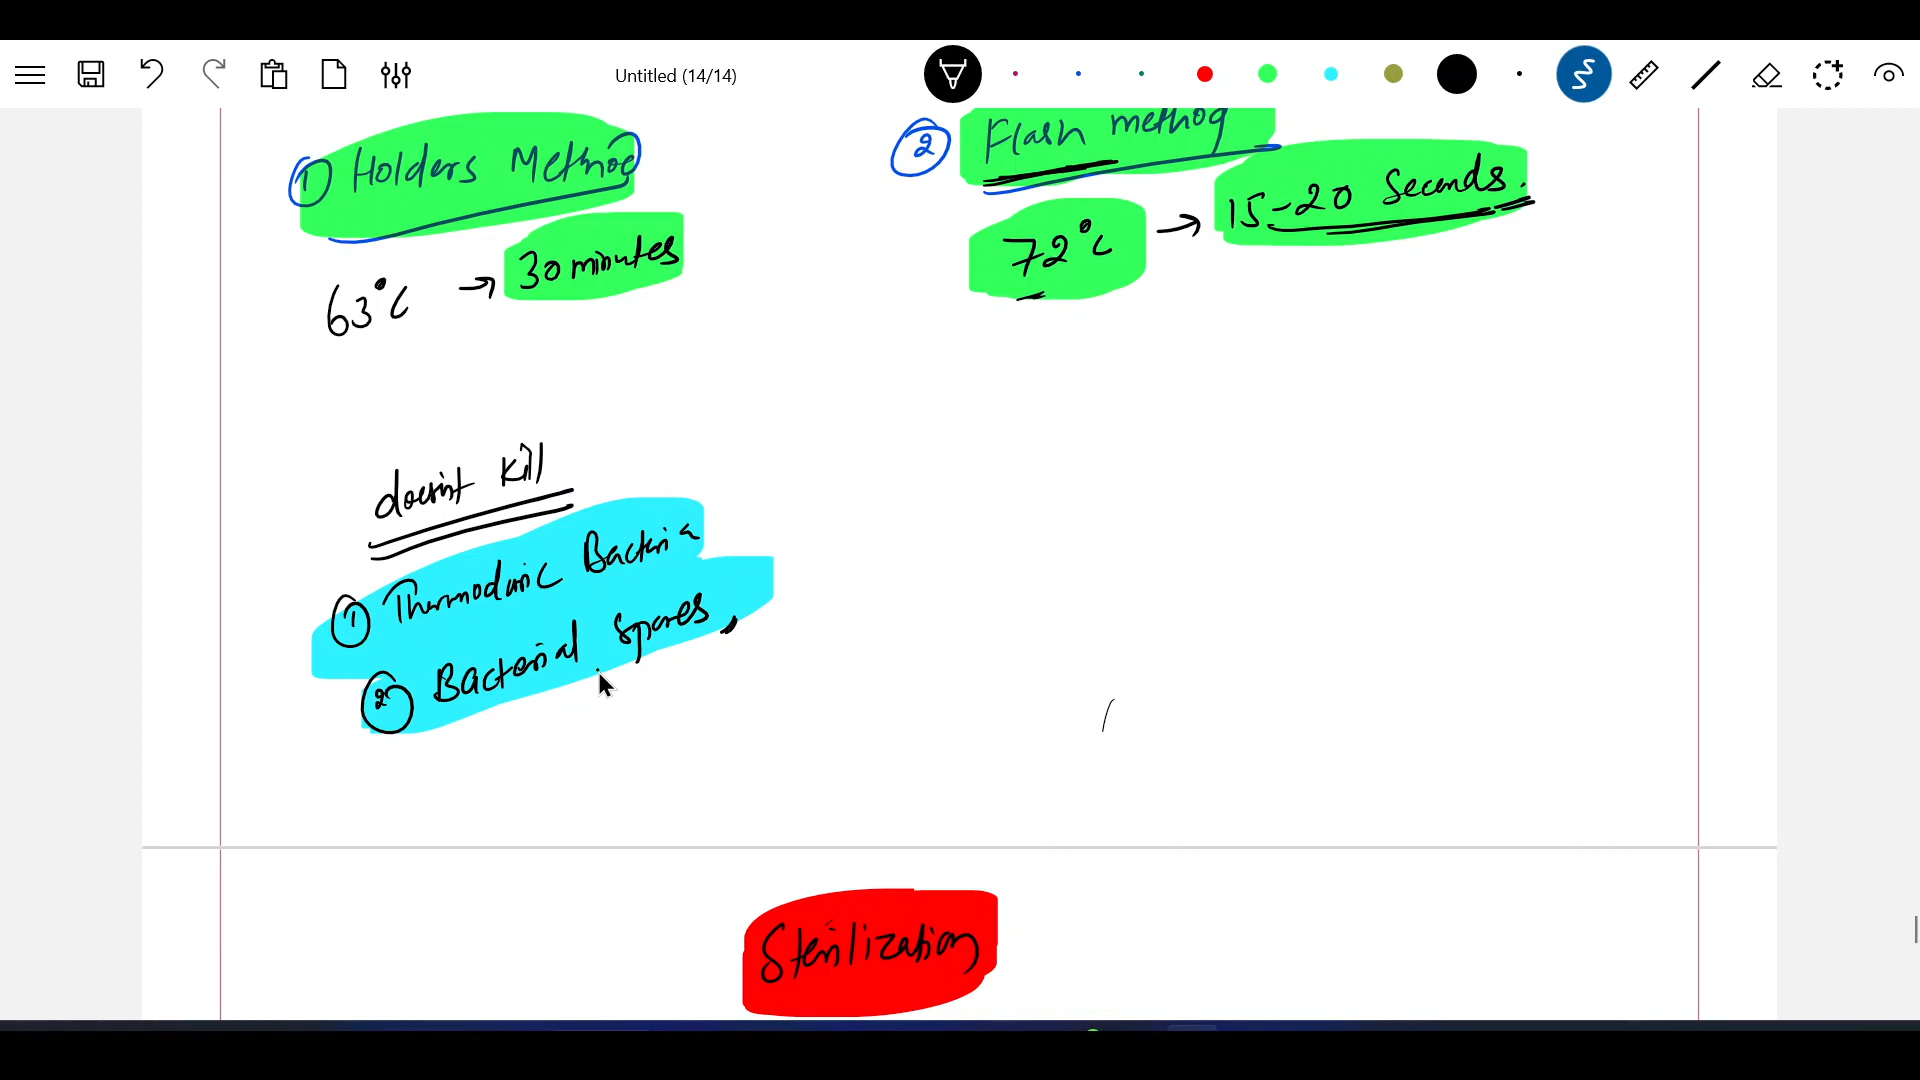 Untitled (14/14)
① Holders Method
63°C → 30 minutes
② Flash method
72°C → 15-20 Seconds.
doesn't Kill
① Thermoduric Bacteria
② Bacterial Spores,
Sterilization